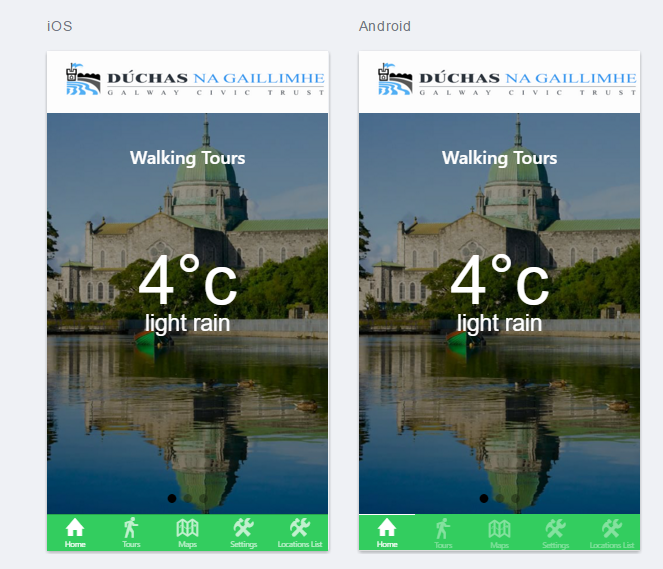 iOS
DÚCHAS NA GAILLIMHE
GALWAY CIVIC TRUST
Walking Tours
4°c
light rain
Home Tours Maps Settings Locations List
Android
DÚCHAS NA GAILLIMHE
GALWAY CIVIC TRUST
Walking Tours
4°c
light rain
Home Tours Maps Settings Locations List